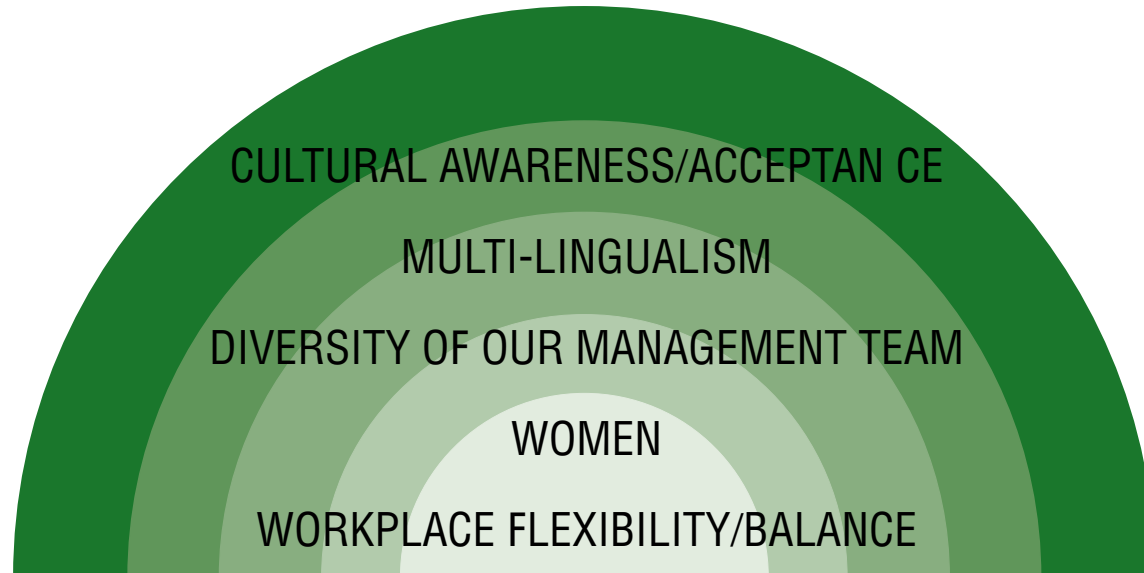 CULTURAL AWARENESS/ACCEPTAN CE
MULTI-LINGUALISM
DIVERSITY OF OUR MANAGEMENT TEAM
WOMEN
WORKPLACE FLEXIBILITY/BALANCE